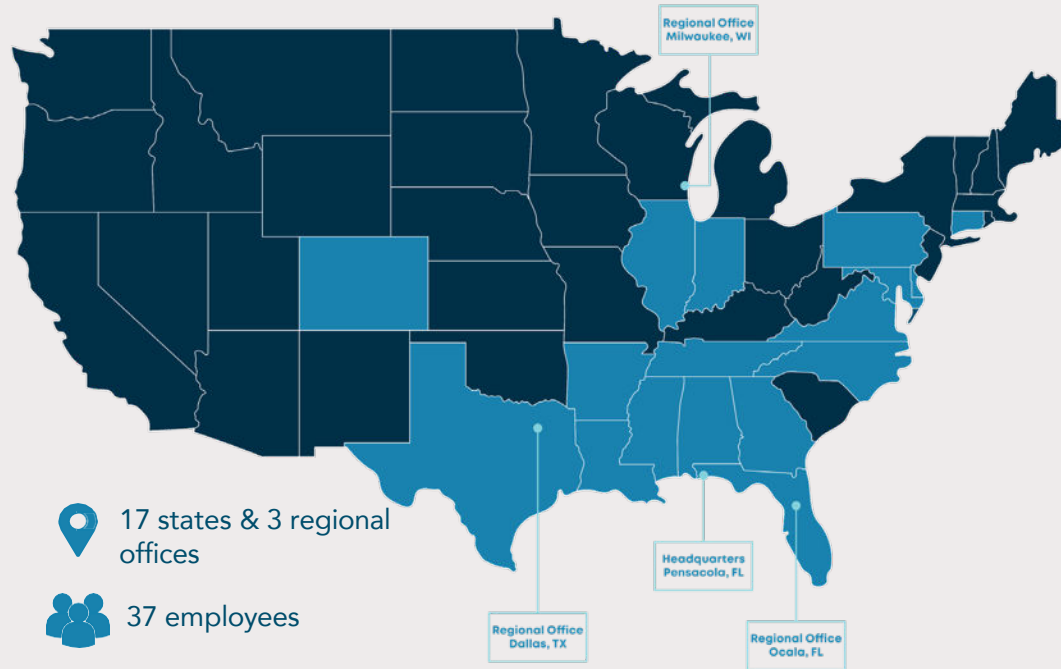 Regional Office
Milwaukee, WI
17 states & 3 regional
offices
37 employees
Headquarters
Pensacola, FL
Regional Office
Dallas, TX
Regional Office
Ocala, FL